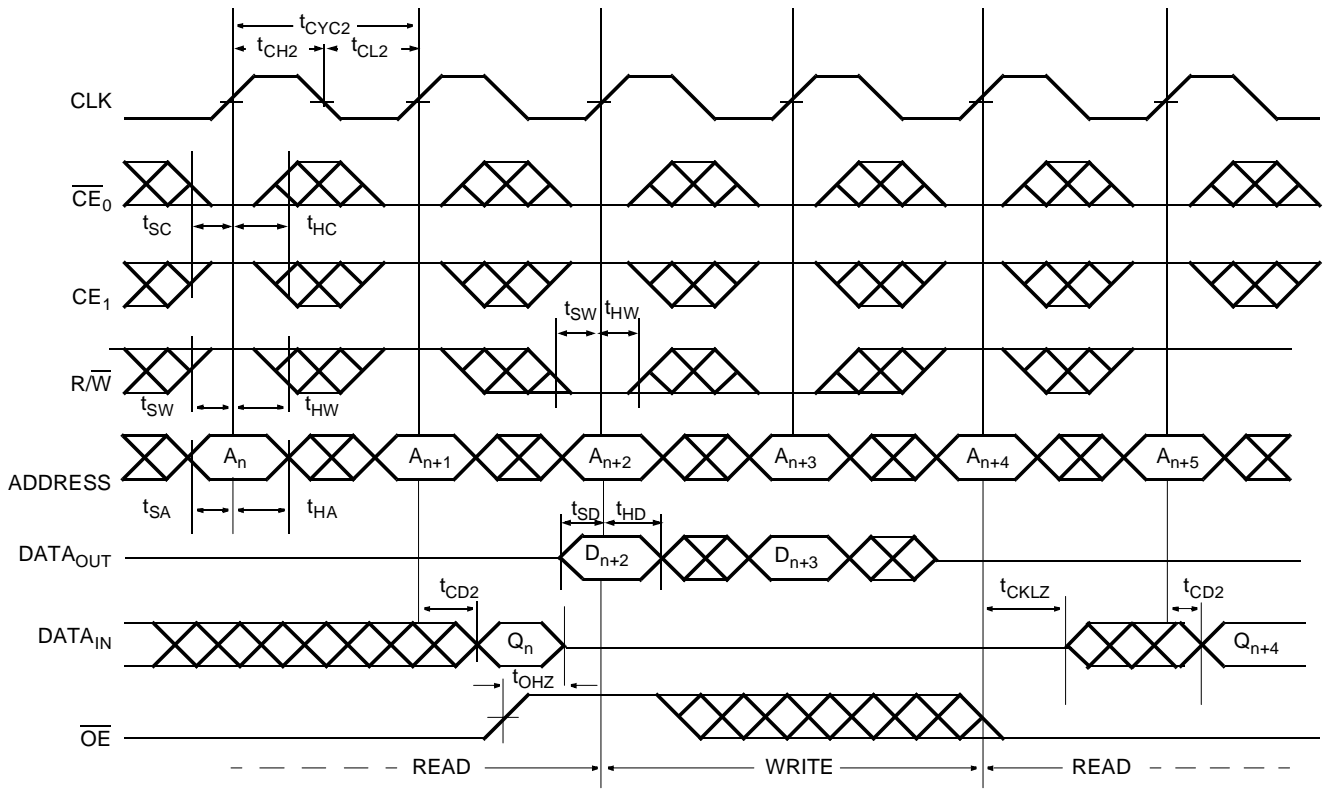 tCYC2
tCH2 tCL2
CLK
CE0
tSC tHC
CE1
tSW tHW
R/W
tSW tHW
An An+1 An+2 An+3 An+4 An+5
ADDRESS
tSA tHA tSD tHD
DATAOUT Dn+2 Dn+3
tCD2 tCKLZ tCD2
DATAIN Qn Qn+4
tOHZ
OE
READ WRITE READ